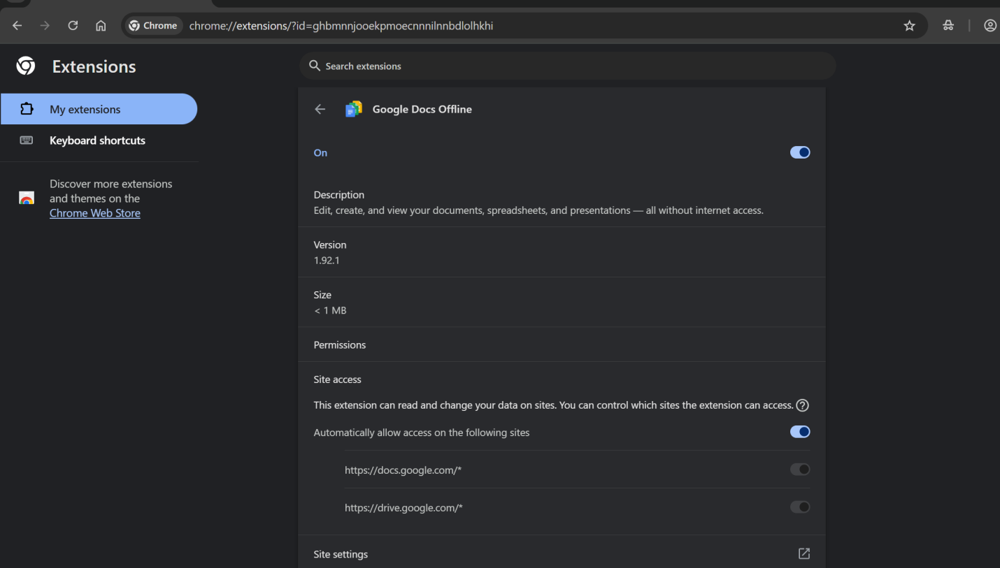 Chrome
chrome://extensions/?id=ghbmnnjooekpmoecnnnilnnbdlolhkhi
Extensions
Search extensions
My extensions
Keyboard shortcuts
Discover more extensions
and themes on the
Chrome Web Store
Google Docs Offline
On
Description
Edit, create, and view your documents, spreadsheets, and presentations — all without internet access.
Version
1.92.1
Size
< 1 MB
Permissions
Site access
This extension can read and change your data on sites. You can control which sites the extension can access.
Automatically allow access on the following sites
https://docs.google.com/*
https://drive.google.com/*
Site settings